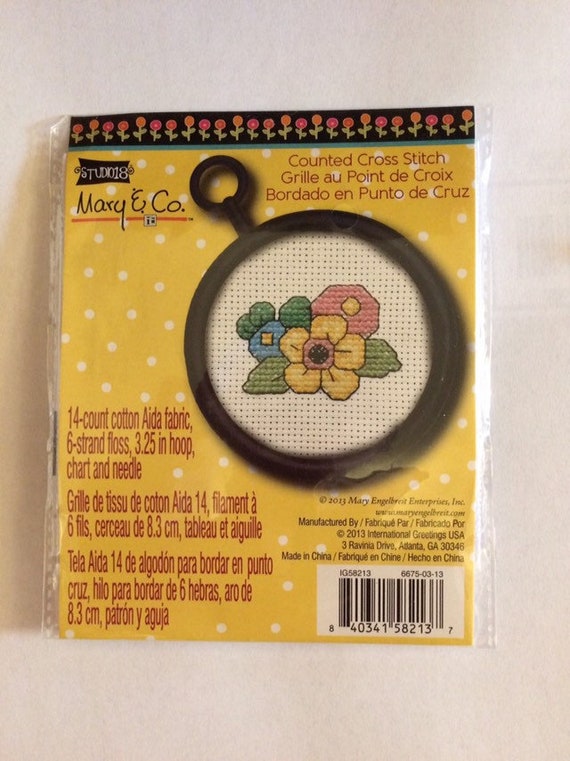 STUDIO18
Mary & Co.
Counted Cross Stitch
Grille au Point de Croix
Bordado en Punto de Cruz
14-count cotton Aida fabric,
6-strand floss, 3.25 in hoop,
chart and needle
Grille de tissu de coton Aida 14, filament à
6 fils, cerceau de 8.3 cm, tableau et aiguille
Tela Aida 14 de algodón para bordar en punto
cruz, hilo para bordar de 6 hebras, aro de
8.3 cm, pátrón y aguja
© 2013 Mary Engelbreit Enterprises, Inc.
www.maryengelbreit.com
Manufactured By / Fabriqué Par / Fabricado Por
© 2013 International Greetings USA
3 Ravinia Drive, Atlanta, GA 30346
Made in China / Fabriqué en Chine / Hecho en China
IG58213 6675-03-13
8 40341 58213 7